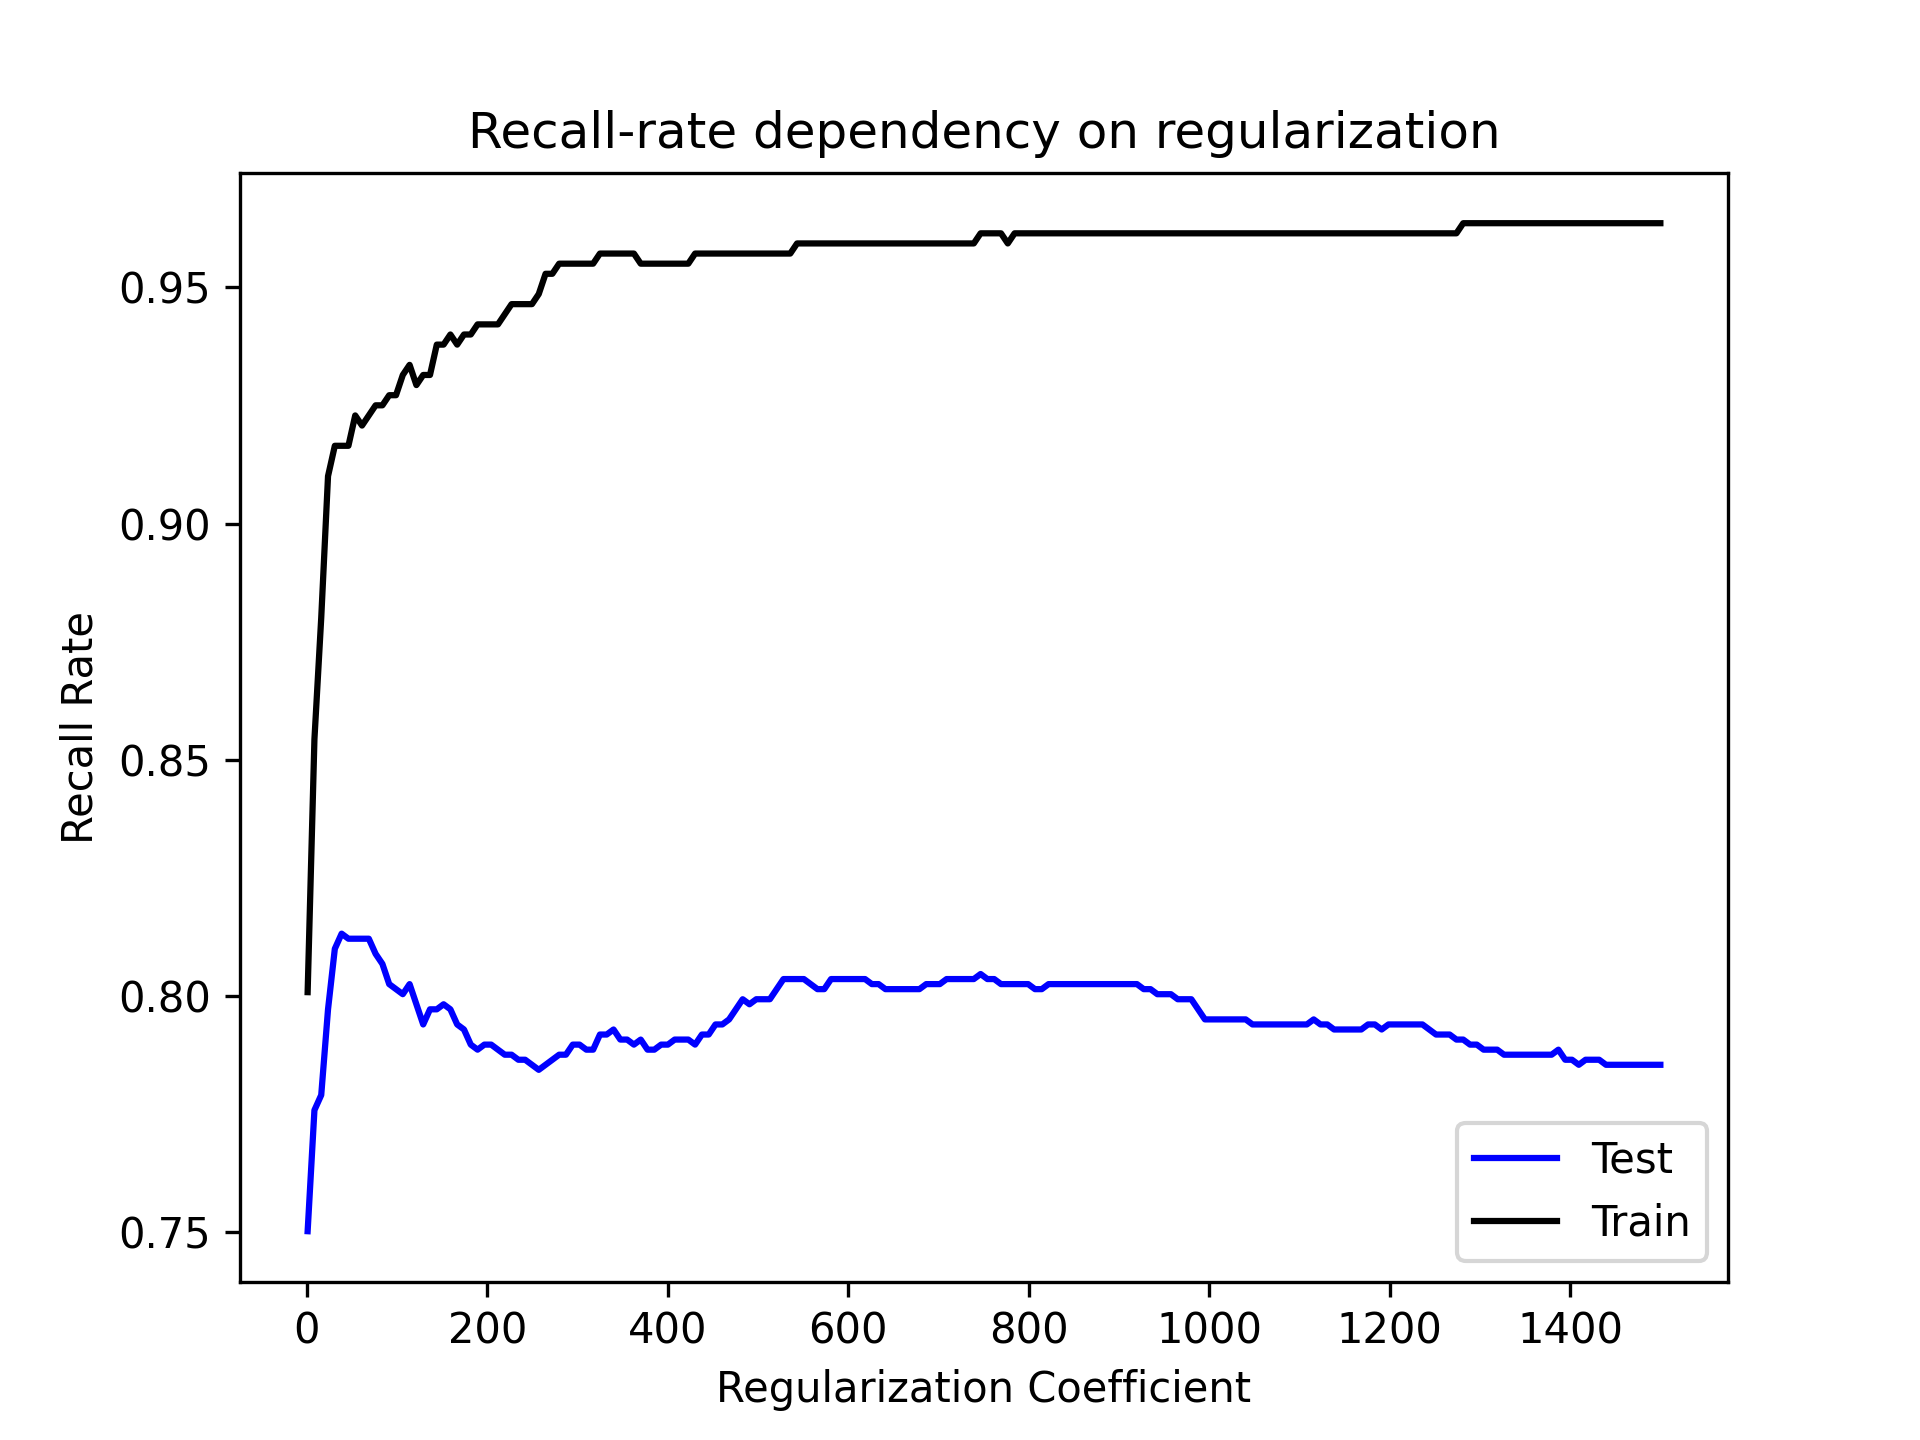 Recall-rate dependency on regularization
Recall Rate
0.95
0.90
0.85
0.80
0.75
0 200 400 600 800 1000 1200 1400
Regularization Coefficient
Test
Train